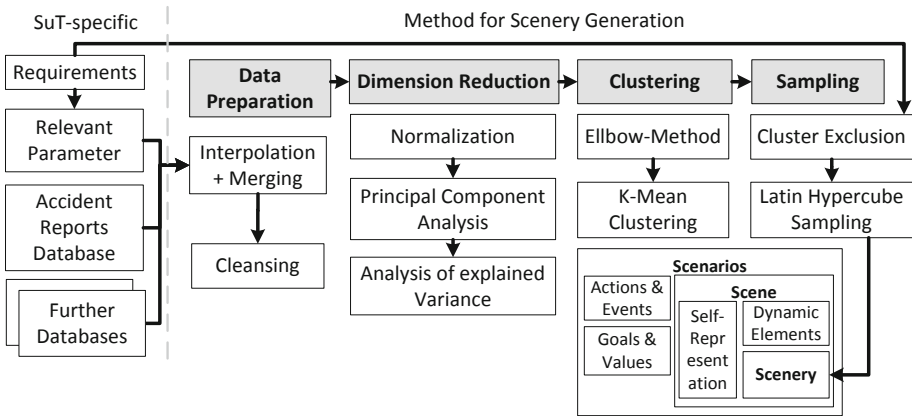 SuT-specific
Method for Scenery Generation
Requirements
Relevant
Parameter
Accident
Reports
Database
Further
Databases
Data
Preparation
Interpolation
+ Merging
Cleansing
Dimension Reduction
Normalization
Principal Component
Analysis
Analysis of explained
Variance
Clustering
Ellbow-Method
K-Mean
Clustering
Sampling
Cluster Exclusion
Latin Hypercube
Sampling
Scenarios
Actions &
Events
Goals &
Values
Scene
Self-
Repr
esent
ation
Dynamic
Elements
Scenery